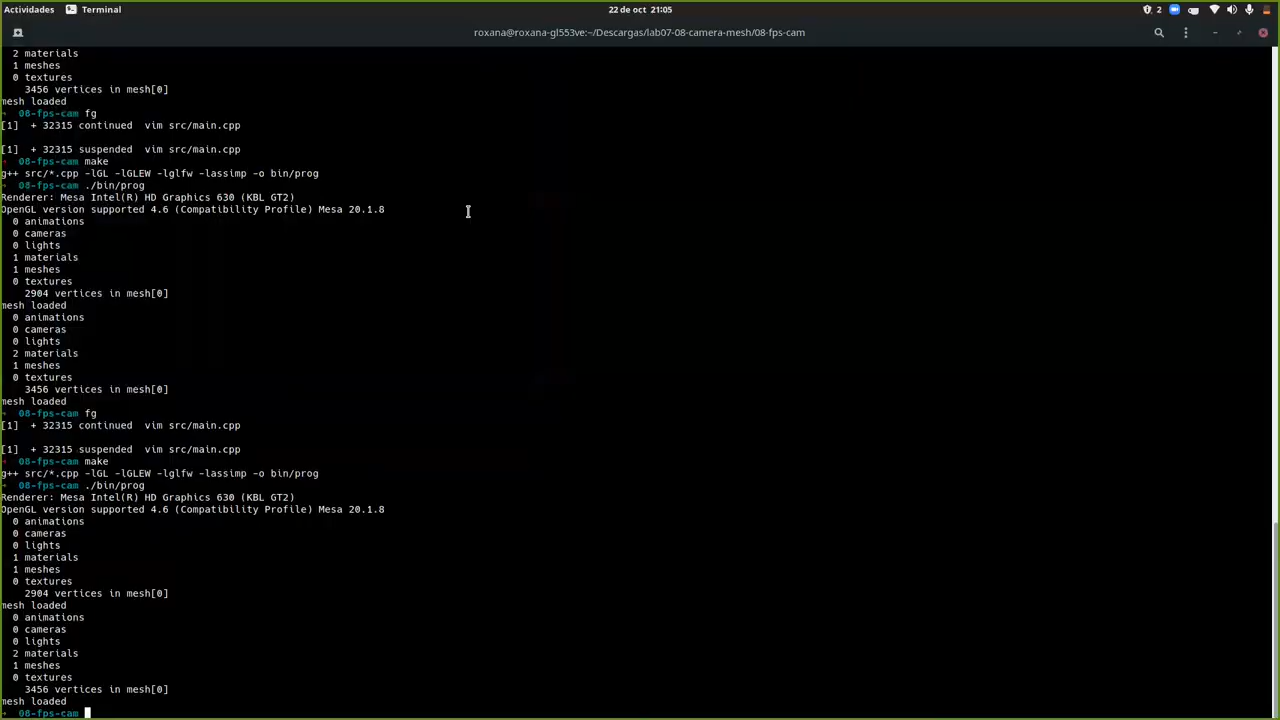 Actividades Terminal 22 de oct 21:05 2
roxana@roxana-gl553ve:~/Descargas/lab07-08-camera-mesh/08-fps-cam
2 materials
1 meshes
0 textures
3456 vertices in mesh[0]
mesh loaded
08-fps-cam fg
[1] + 32315 continued vim src/main.cpp
[1] + 32315 suspended vim src/main.cpp
08-fps-cam make
g++ src/*.cpp -lGL -lGLEW -lglfw -lassimp -o bin/prog
08-fps-cam ./bin/prog
Renderer: Mesa Intel(R) HD Graphics 630 (KBL GT2)
OpenGL version supported 4.6 (Compatibility Profile) Mesa 20.1.8
0 animations
0 cameras
0 lights
1 materials
1 meshes
0 textures
2904 vertices in mesh[0]
mesh loaded
0 animations
0 cameras
0 lights
2 materials
1 meshes
0 textures
3456 vertices in mesh[0]
mesh loaded
08-fps-cam fg
[1] + 32315 continued vim src/main.cpp
[1] + 32315 suspended vim src/main.cpp
08-fps-cam make
g++ src/*.cpp -lGL -lGLEW -lglfw -lassimp -o bin/prog
08-fps-cam ./bin/prog
Renderer: Mesa Intel(R) HD Graphics 630 (KBL GT2)
OpenGL version supported 4.6 (Compatibility Profile) Mesa 20.1.8
0 animations
0 cameras
0 lights
1 materials
1 meshes
0 textures
2904 vertices in mesh[0]
mesh loaded
0 animations
0 cameras
0 lights
2 materials
1 meshes
0 textures
3456 vertices in mesh[0]
mesh loaded
08-fps-cam